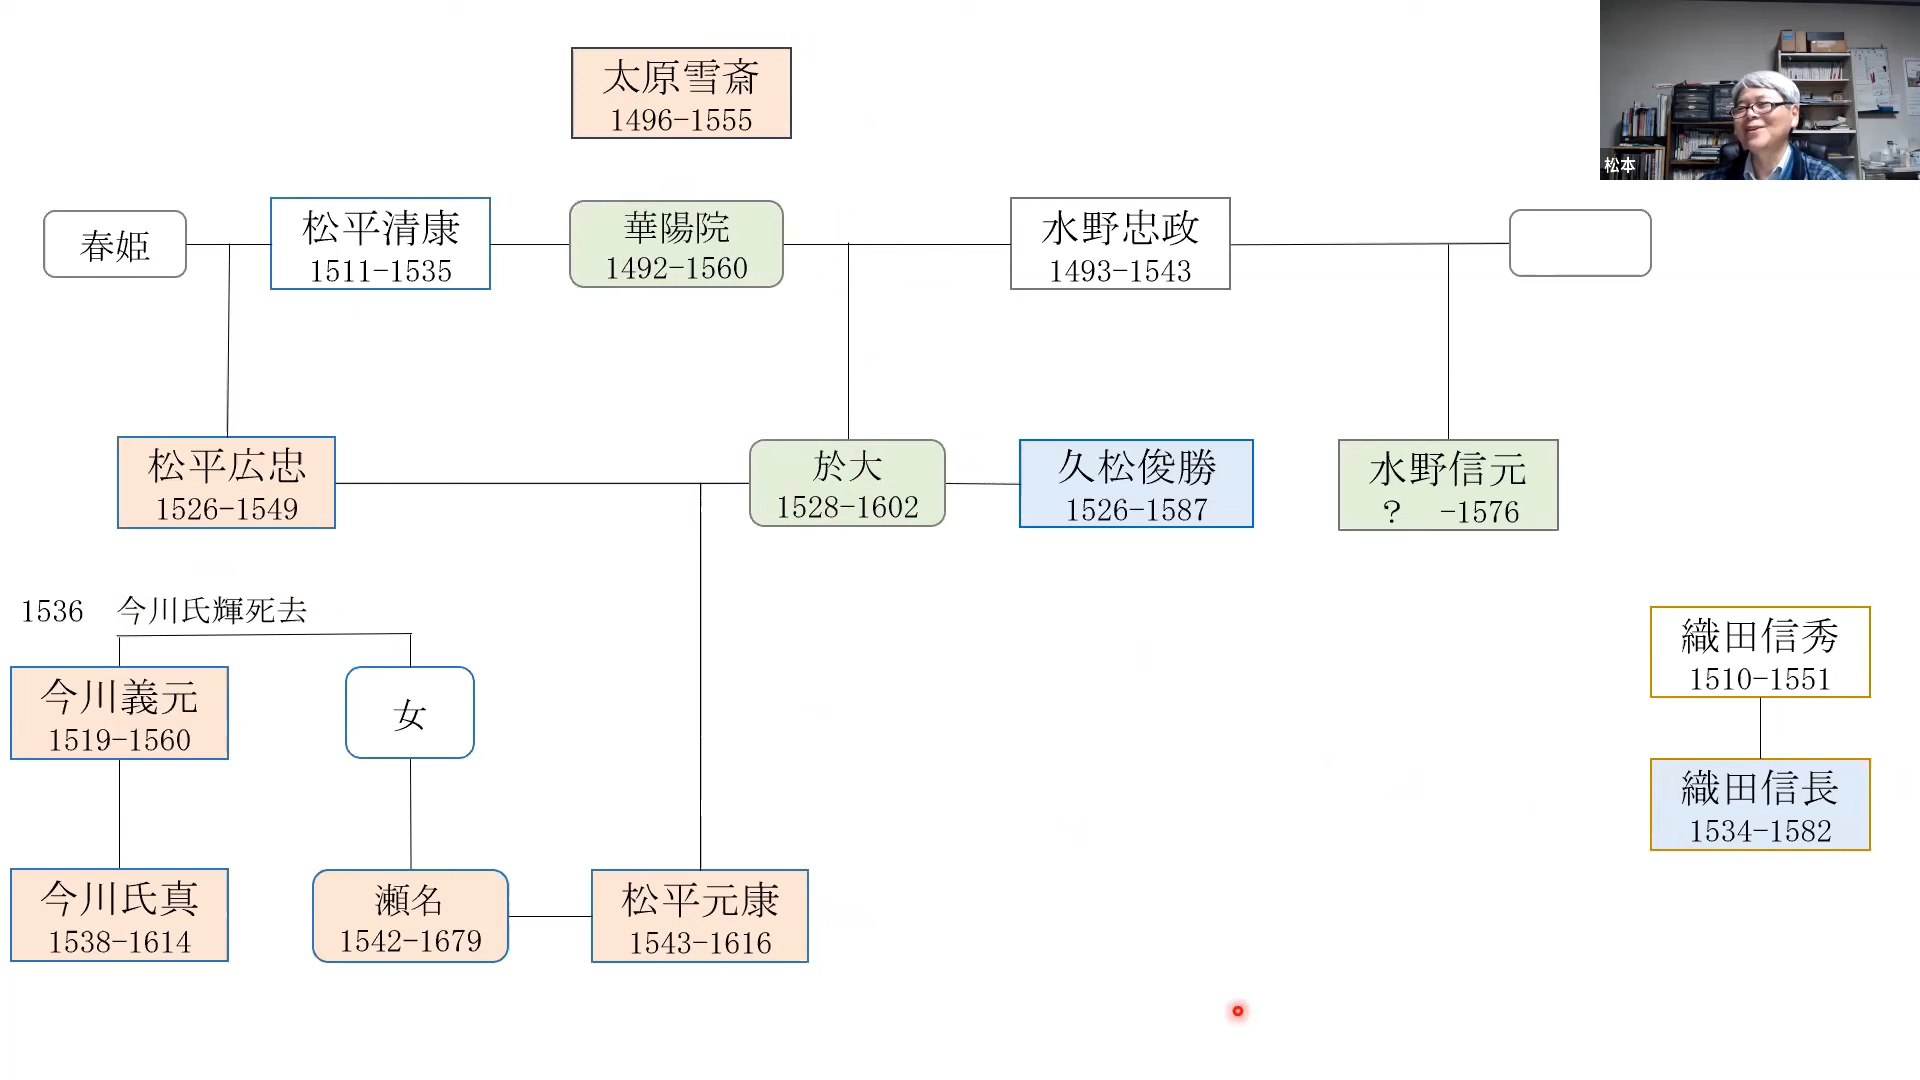 太原雪斎
1496-1555
松本
春姫
松平清康
1511-1535
華陽院
1492-1560
水野忠政
1493-1543
松平広忠
1526-1549
於大
1528-1602
久松俊勝
1526-1587
水野信元
? -1576
1536 今川氏輝死去
今川義元
1519-1560
女
織田信秀
1510-1551
織田信長
1534-1582
今川氏真
1538-1614
瀬名
1542-1679
松平元康
1543-1616